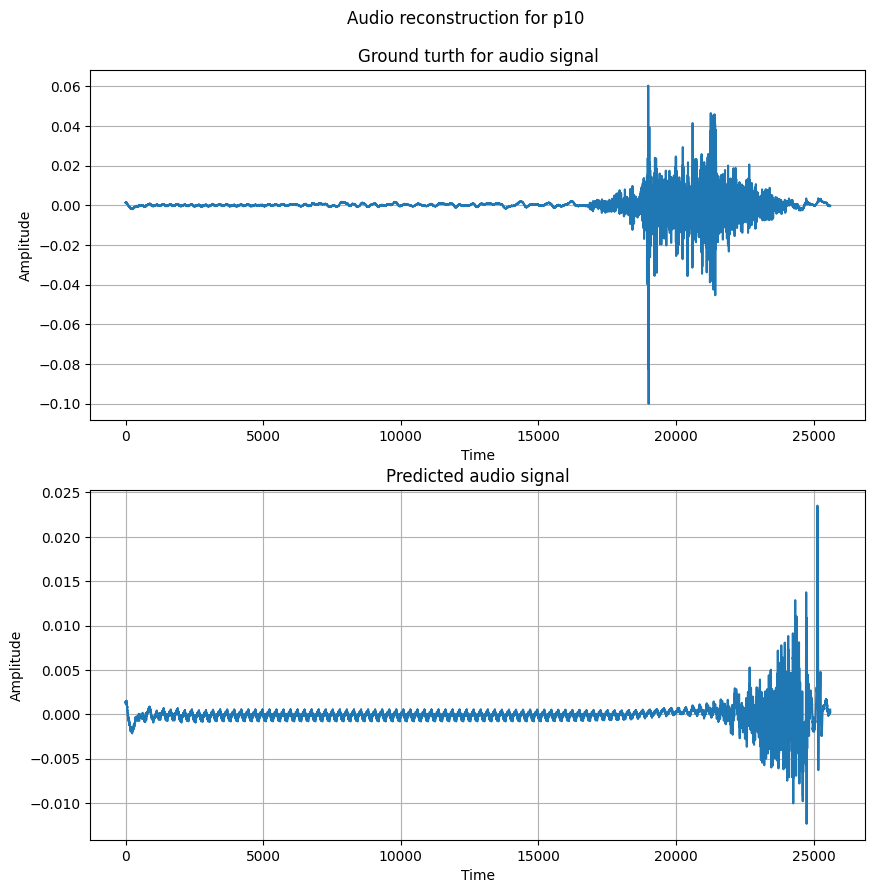 Audio reconstruction for p10
Ground turth for audio signal
0.06
0.04
0.02
0.00
−0.02
−0.04
−0.06
−0.08
−0.10
Amplitude
0 5000 10000 15000 20000 25000
Time
Predicted audio signal
0.025
0.020
0.015
0.010
0.005
0.000
−0.005
−0.010
Amplitude
0 5000 10000 15000 20000 25000
Time